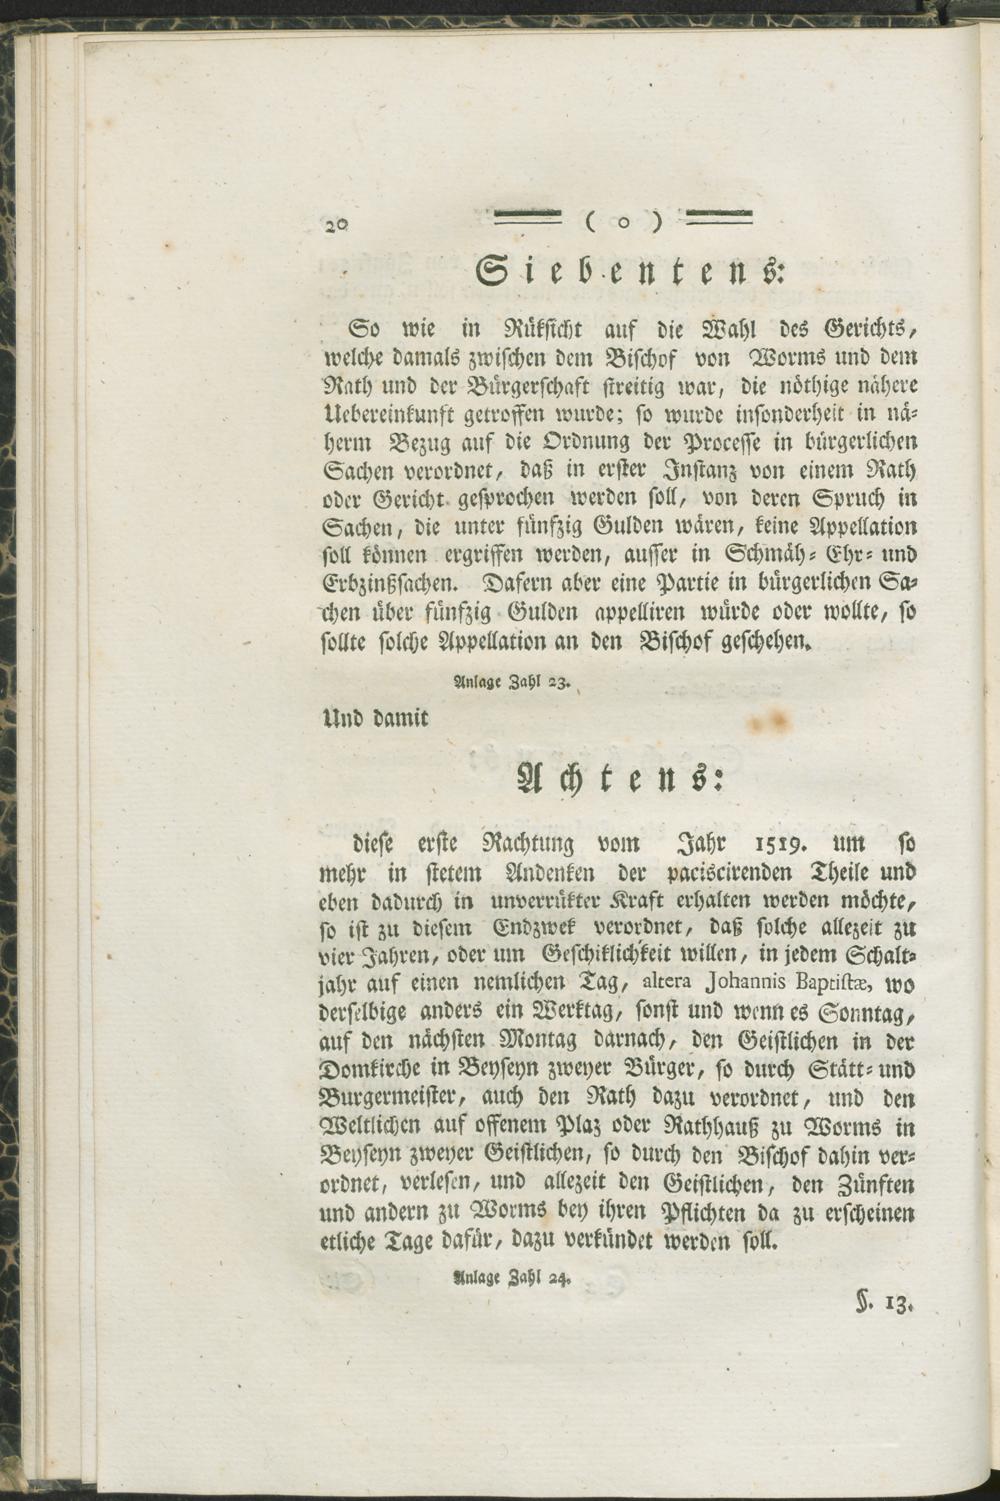 20 ( o )
Siebentens:
So wie in Rüksicht auf die Wahl des Gerichts,
welche damals zwischen dem Bischof von Worms und dem
Rath und der Bürgerschaft streitig war, die nöthige nähere
Uebereinkunft getroffen wurde; so wurde insonderheit in nä-
herm Bezug auf die Ordnung der Processe in bürgerlichen
Sachen verordnet, daß in erster Instanz von einem Rath
oder Gericht gesprochen werden soll, von deren Spruch in
Sachen, die unter fünfzig Gulden wären, keine Appellation
soll können ergriffen werden, ausser in Schmäh- Ehr- und
Erbzinßsachen. Dafern aber eine Partie in bürgerlichen Sa-
chen über fünfzig Gulden appelliren würde oder wollte, so
sollte solche Appellation an den Bischof geschehen.
Anlage Zahl 23.
Und damit
Achtens:
diese erste Rachtung vom Jahr 1519. um so
mehr in stetem Andenken der paciscirenden Theile und
eben dadurch in unverrükter Kraft erhalten werden möchte,
so ist zu diesem Endzwek verordnet, daß solche allezeit zu
vier Jahren, oder um Geschiklichkeit willen, in jedem Schalt-
jahr auf einen nemlichen Tag, altera Johannis Baptistæ, wo
derselbige anders ein Werktag, sonst und wenn es Sonntag,
auf den nächsten Montag darnach, den Geistlichen in der
Domkirche in Beyseyn zweyer Bürger, so durch Stätt- und
Burgermeister, auch den Rath dazu verordnet, und den
Weltlichen auf offenem Plaz oder Rathhauß zu Worms in
Beyseyn zweyer Geistlichen, so durch den Bischof dahin ver-
ordnet, verlesen, und allezeit den Geistlichen, den Zünften
und andern zu Worms bey ihren Pflichten da zu erscheinen
etliche Tage dafür, dazu verkündet werden soll.
Anlage Zahl 24.
§. 13.